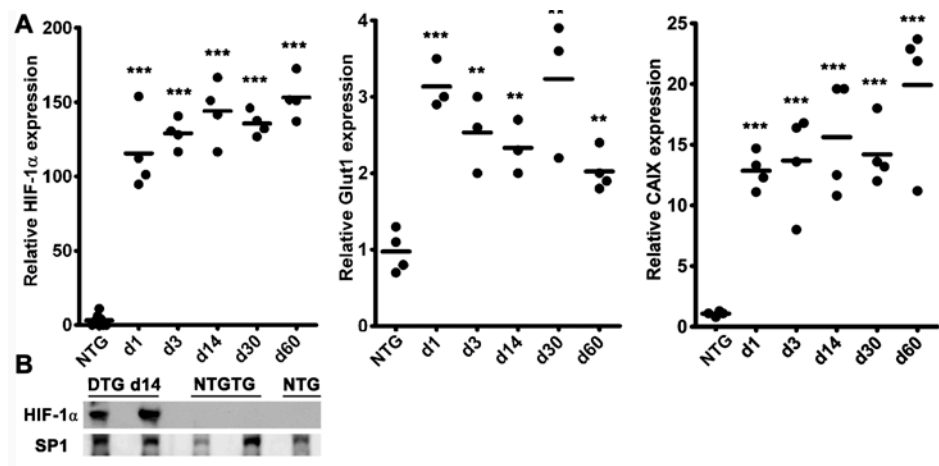 A
Relative HIF-1α expression
200
150
100
50
0
***
***
***
***
***
NTG
d1
d3
d14
d30
d60
Relative Glut1 expression
4
3
2
1
0
***
**
**
**
**
NTG
d1
d3
d14
d30
d60
Relative CAIX expression
25
20
15
10
5
0
***
***
***
***
***
NTG
d1
d3
d14
d30
d60
B
DTG d14 NTGTG NTG
HIF-1α
SP1